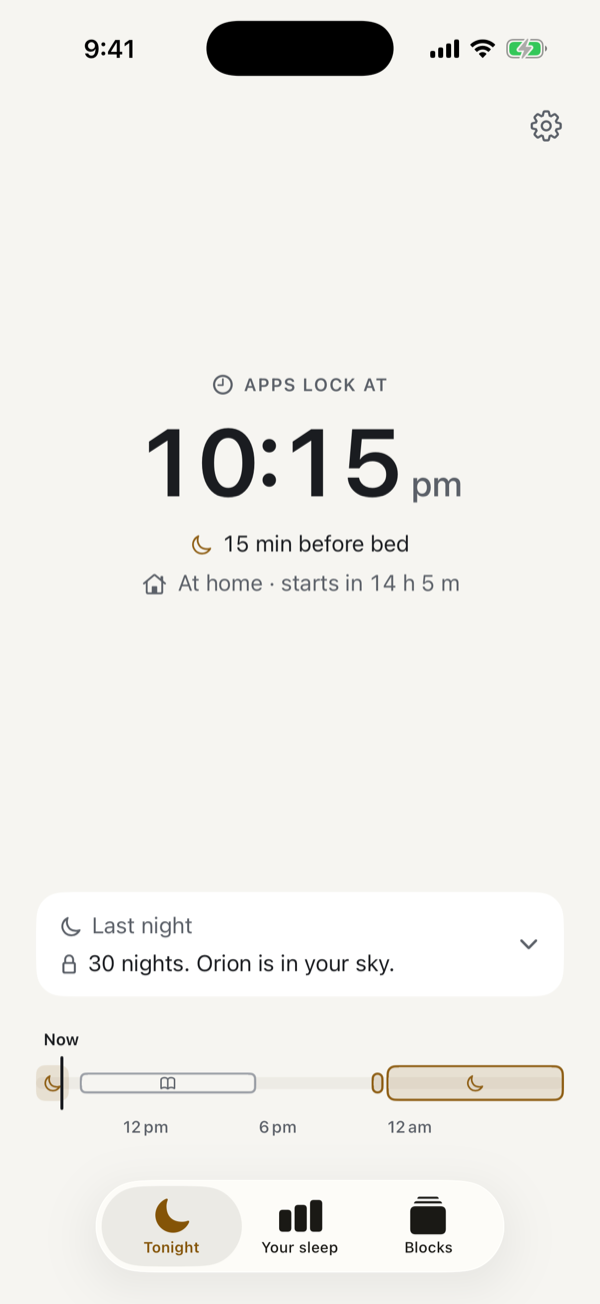 9:41
APPS LOCK AT
10:15 pm
15 min before bed
At home · starts in 14 h 5 m
Last night
30 nights. Orion is in your sky.
Now
12 pm 6 pm 12 am
Tonight Your sleep Blocks